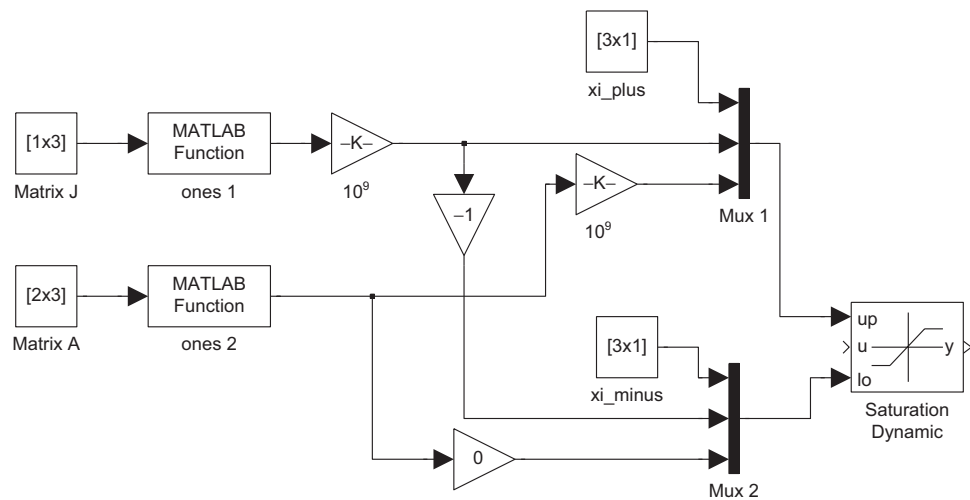 [3x1]
xi_plus
[1x3]
Matrix J
MATLAB
Function
ones 1
–K–
10⁹
–1
–K–
10⁹
Mux 1
[2x3]
Matrix A
MATLAB
Function
ones 2
[3x1]
xi_minus
0
Mux 2
up
u
y
lo
Saturation
Dynamic